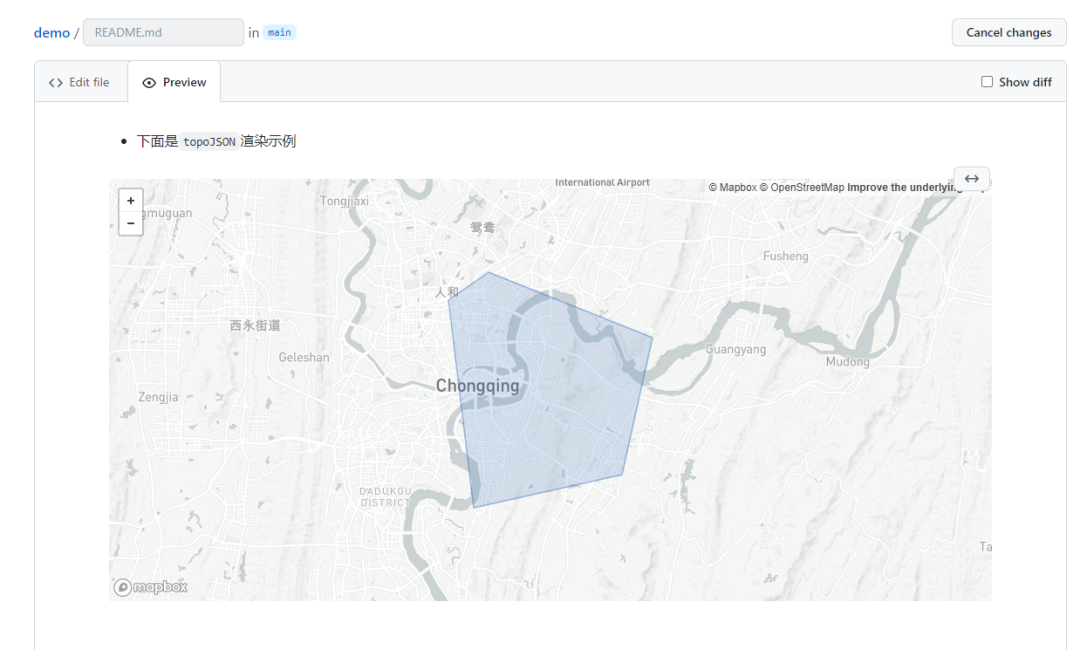 demo / README.md in main
Cancel changes
Edit file
Preview
Show diff
下面是 topoJSON 渲染示例
+
−
International Airport
© Mapbox © OpenStreetMap Improve the underlying
Tongjiaxi
gmuguan
鸳鸯
Fusheng
人和
西永街道
Geleshan
Guangyang
Mudong
Chongqing
Zengjia
DADUKOU
DISTRICT
Ta
mapbox